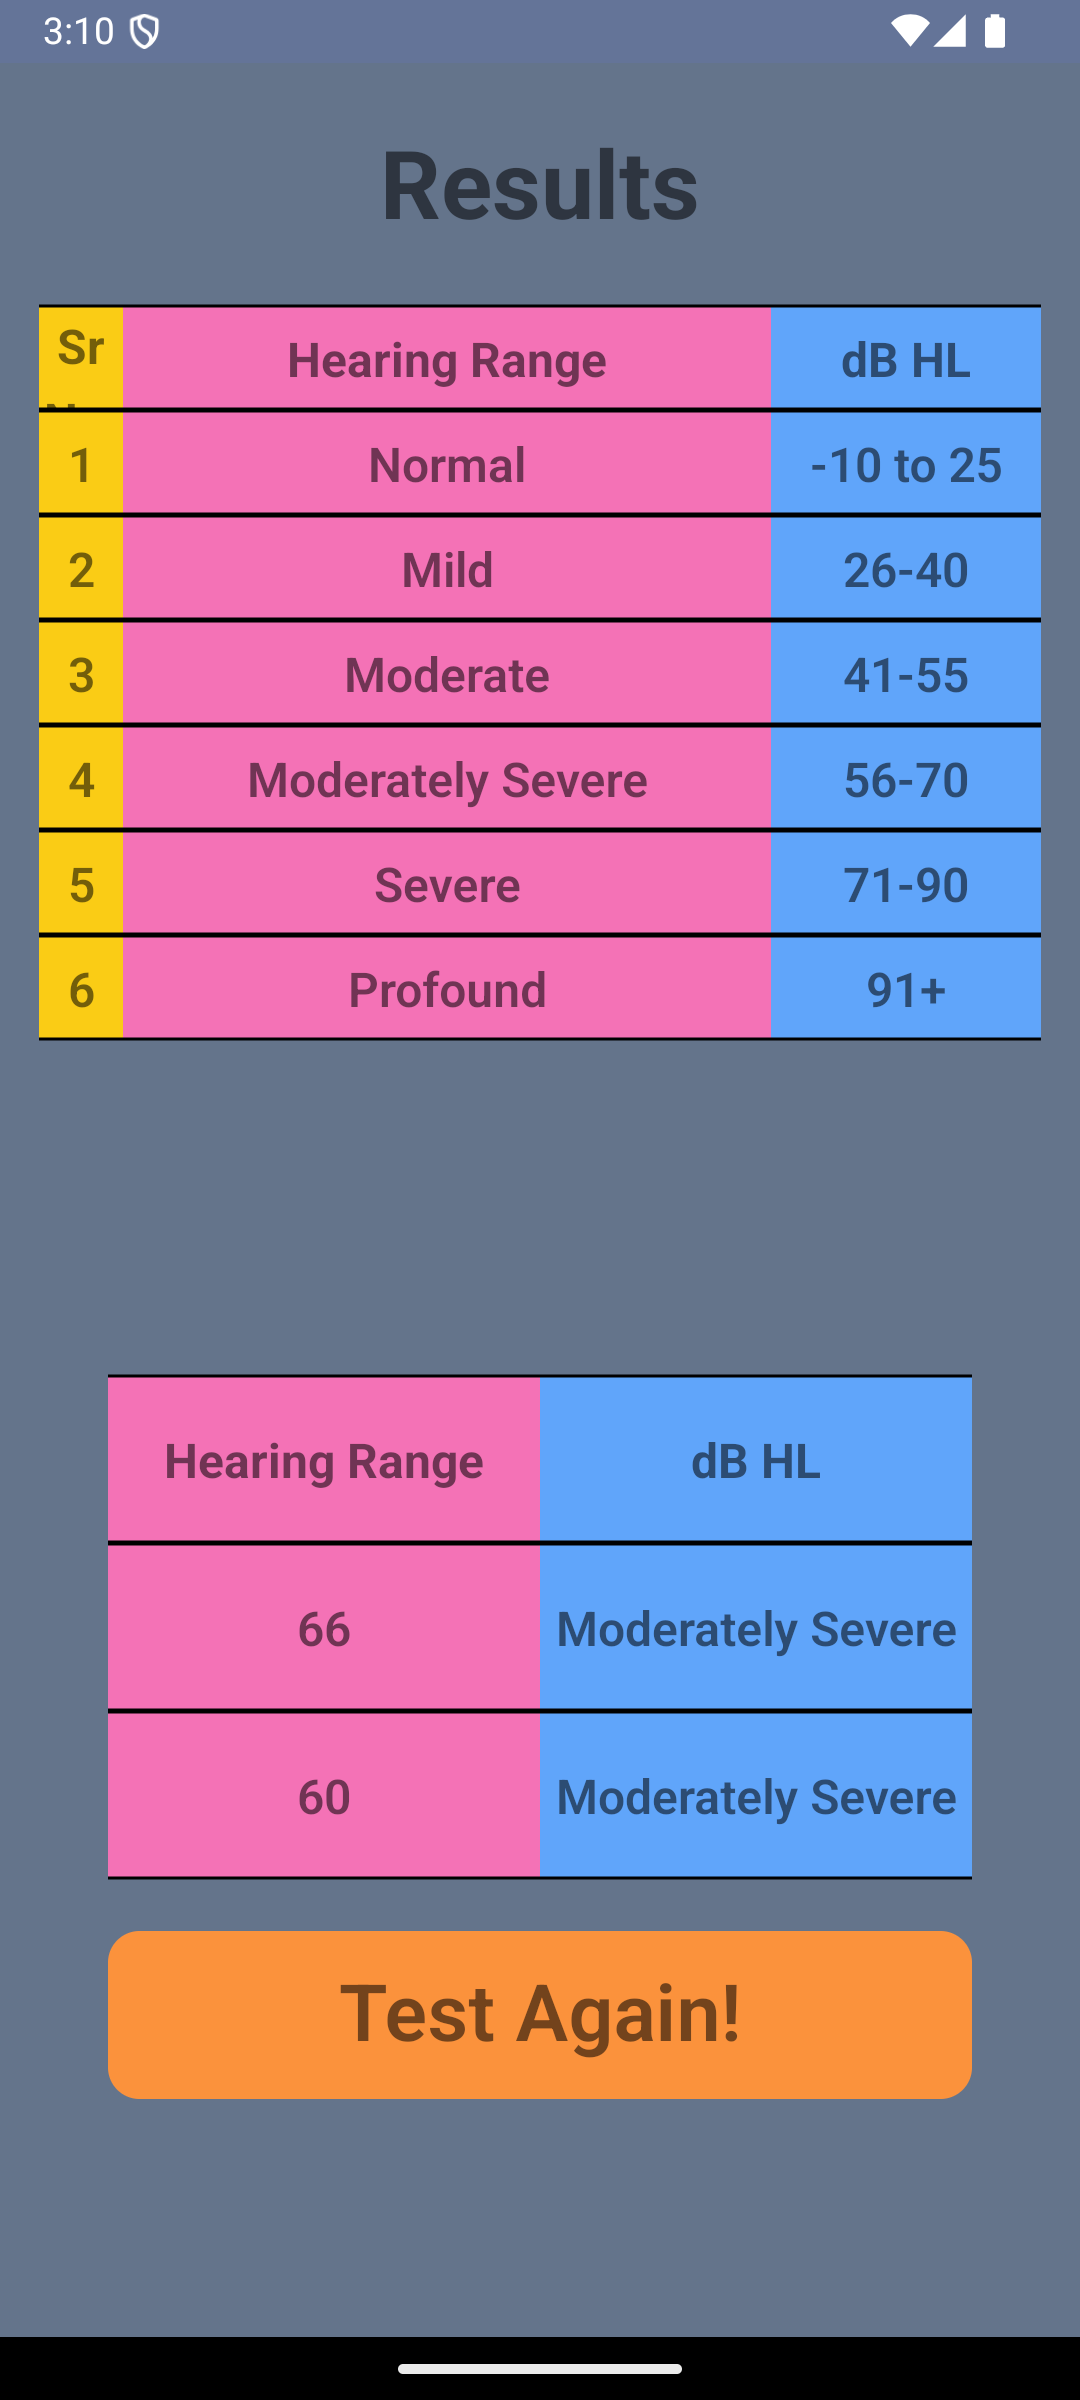 3:10
Results
Sr
Hearing Range
dB HL
1
Normal
-10 to 25
2
Mild
26-40
3
Moderate
41-55
4
Moderately Severe
56-70
5
Severe
71-90
6
Profound
91+
Hearing Range
dB HL
66
Moderately Severe
60
Moderately Severe
Test Again!